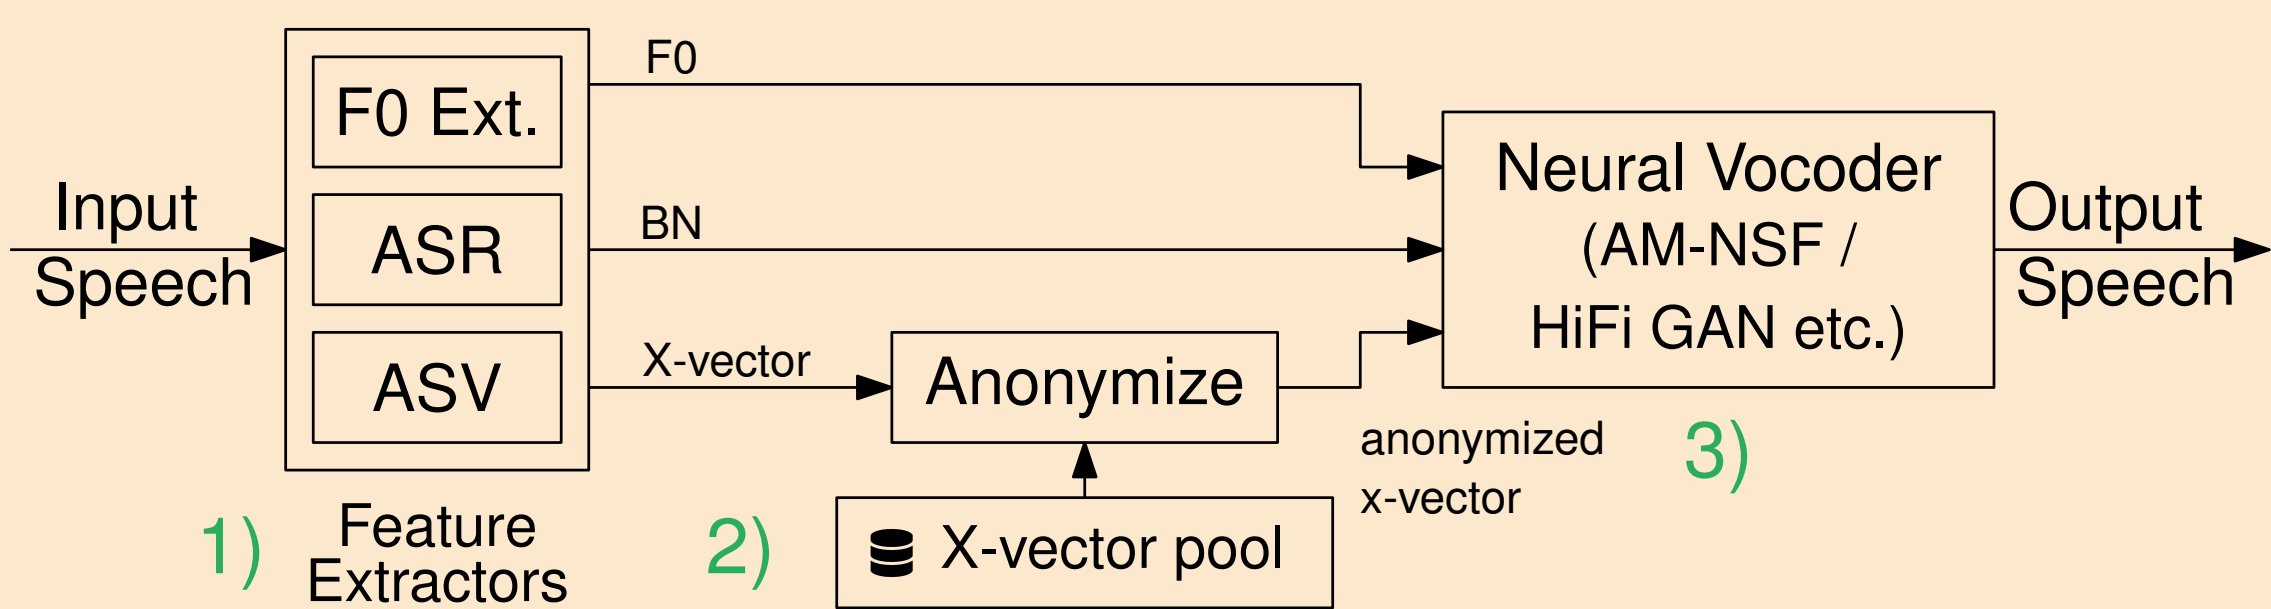 Input
Speech
F0 Ext.
ASR
ASV
1)
Feature
Extractors
F0
BN
X-vector
2)
Anonymize
X-vector pool
anonymized
x-vector
Neural Vocoder
(AM-NSF /
HiFi GAN etc.)
3)
Output
Speech